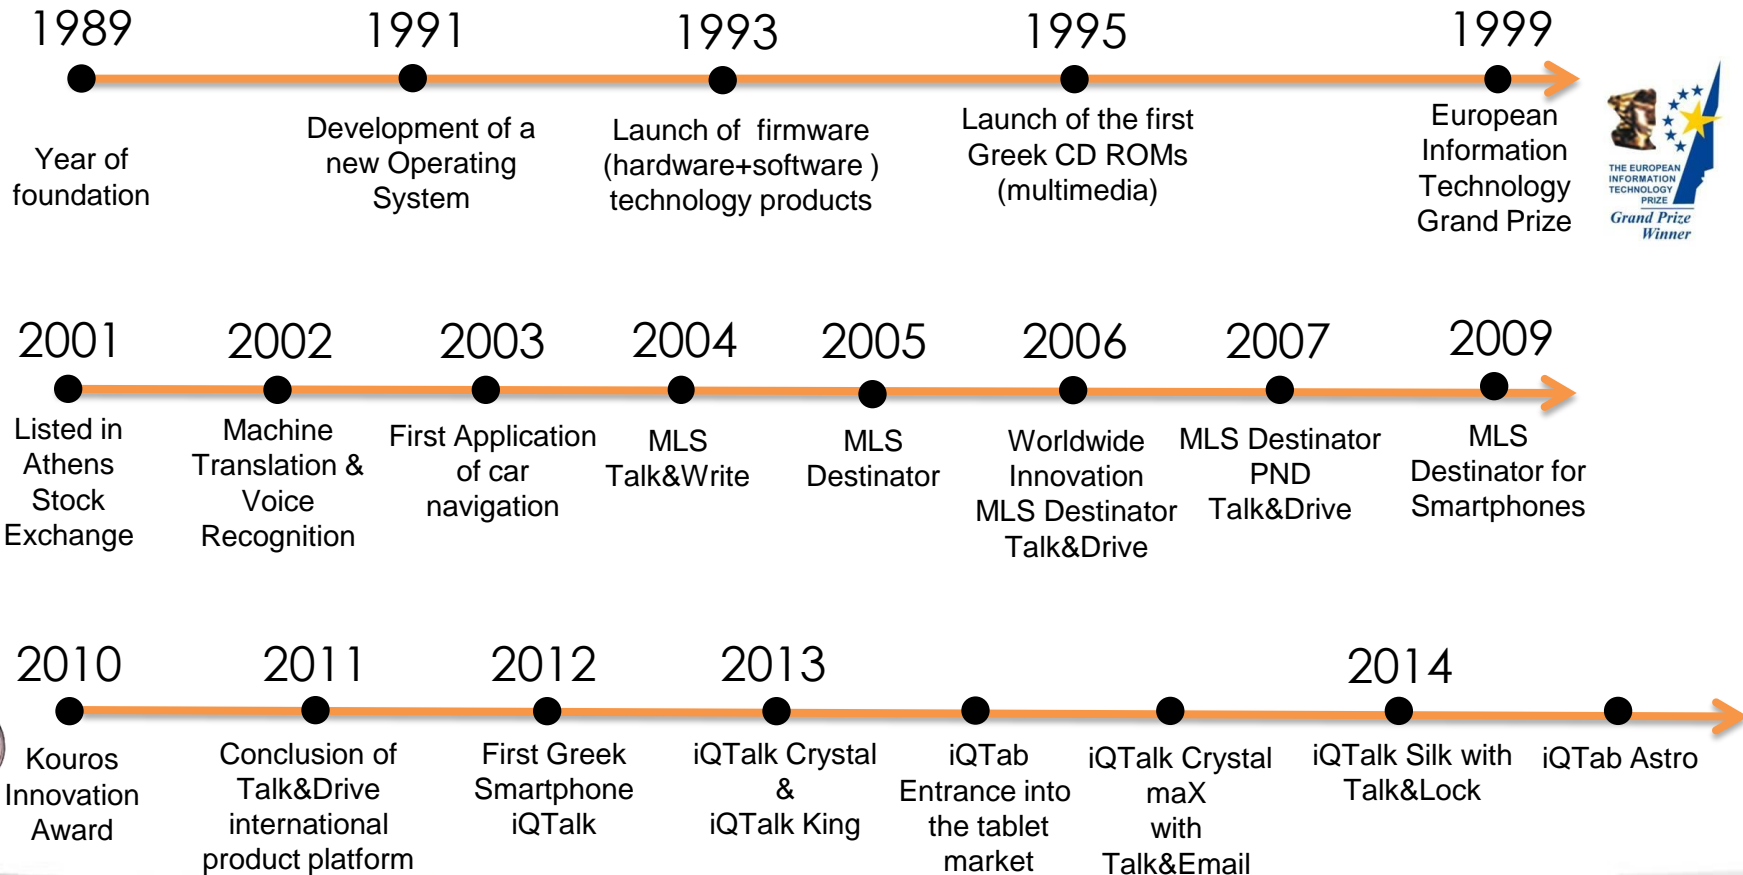 1989
1991
1993
1995
1999
Year of
foundation
Development of a
new Operating
System
Launch of firmware
(hardware+software )
technology products
Launch of the first
Greek CD ROMs
(multimedia)
European
Information
Technology
Grand Prize
THE EUROPEAN
INFORMATION
TECHNOLOGY
PRIZE
Grand Prize
Winner
2001
2002
2003
2004
2005
2006
2007
2009
Listed in
Athens
Stock
Exchange
Machine
Translation &
Voice
Recognition
First Application
of car
navigation
MLS
Talk&Write
MLS
Destinator
Worldwide
Innovation
MLS Destinator
Talk&Drive
MLS Destinator
PND
Talk&Drive
MLS
Destinator for
Smartphones
2010
2011
2012
2013
2014
Kouros
Innovation
Award
Conclusion of
Talk&Drive
international
product platform
First Greek
Smartphone
iQTalk
iQTalk Crystal
&
iQTalk King
iQTab
Entrance into
the tablet
market
iQTalk Crystal
maX
with
Talk&Email
iQTalk Silk with
Talk&Lock
iQTab Astro